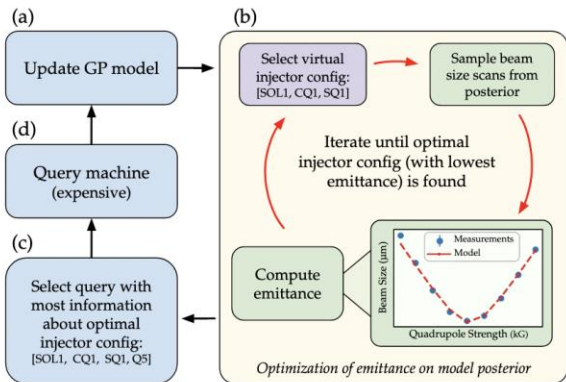 (a)
Update GP model
(b)
Select virtual
injector config:
[SOL1, CQ1, SQ1]
Sample beam
size scans from
posterior
Iterate until optimal
injector config (with lowest
emittance) is found
(d)
Query machine
(expensive)
(c)
Select query with
most information
about optimal
injector config:
[SOL1, CQ1, SQ1, Q5]
Compute
emittance
Beam Size (μm)
Measurements
Model
Quadrupole Strength (kG)
Optimization of emittance on model posterior